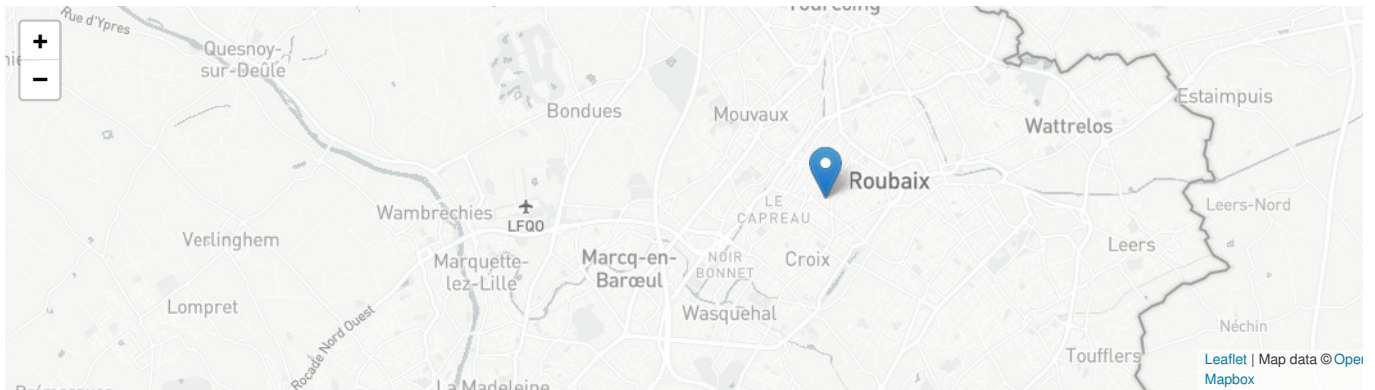 Rue d'Ypres
+
−
Quesnoy-
sur-Deûle
Bondues
Mouvaux
Estaimpuis
Wattrelos
Roubaix
LE
CAPREAU
Leers-Nord
Wambrechies
LFQO
Verlinghem
Leers
Marcq-en-
Barœul
NOIR
BONNET
Croix
Marquette-
lez-Lille
Lompret
Wasquehal
Néchin
Rocade Nord Ouest
Toufflers
La Madeleine
Leaflet | Map data © Oper
Mapbox